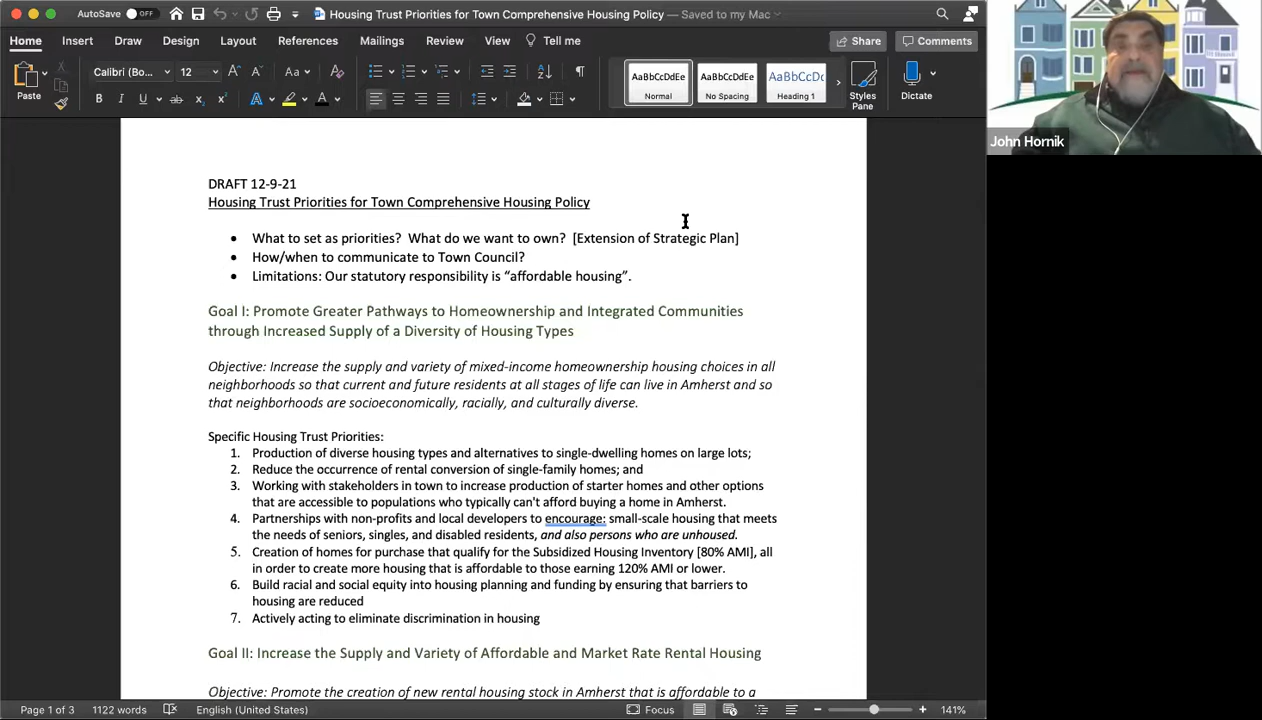 AutoSave OFF Housing Trust Priorities for Town Comprehensive Housing Policy — Saved to my Mac
Home Insert Draw Design Layout References Mailings Review View Tell me Share Comments
Paste Calibri (Bo... 12 Aa
AaBbCcDdEe AaBbCcDdEe AaBbCcDc
Normal No Spacing Heading 1 Styles Pane Dictate
John Hornik
DRAFT 12-9-21
Housing Trust Priorities for Town Comprehensive Housing Policy
• What to set as priorities? What do we want to own? [Extension of Strategic Plan]
• How/when to communicate to Town Council?
• Limitations: Our statutory responsibility is “affordable housing”.
Goal I: Promote Greater Pathways to Homeownership and Integrated Communities
through Increased Supply of a Diversity of Housing Types
Objective: Increase the supply and variety of mixed-income homeownership housing choices in all
neighborhoods so that current and future residents at all stages of life can live in Amherst and so
that neighborhoods are socioeconomically, racially, and culturally diverse.
Specific Housing Trust Priorities:
1. Production of diverse housing types and alternatives to single-dwelling homes on large lots;
2. Reduce the occurrence of rental conversion of single-family homes; and
3. Working with stakeholders in town to increase production of starter homes and other options
that are accessible to populations who typically can't afford buying a home in Amherst.
4. Partnerships with non-profits and local developers to encourage: small-scale housing that meets
the needs of seniors, singles, and disabled residents, and also persons who are unhoused.
5. Creation of homes for purchase that qualify for the Subsidized Housing Inventory [80% AMI], all
in order to create more housing that is affordable to those earning 120% AMI or lower.
6. Build racial and social equity into housing planning and funding by ensuring that barriers to
housing are reduced
7. Actively acting to eliminate discrimination in housing
Goal II: Increase the Supply and Variety of Affordable and Market Rate Rental Housing
Objective: Promote the creation of new rental housing stock in Amherst that is affordable to a
Page 1 of 3 1122 words English (United States) Focus 141%